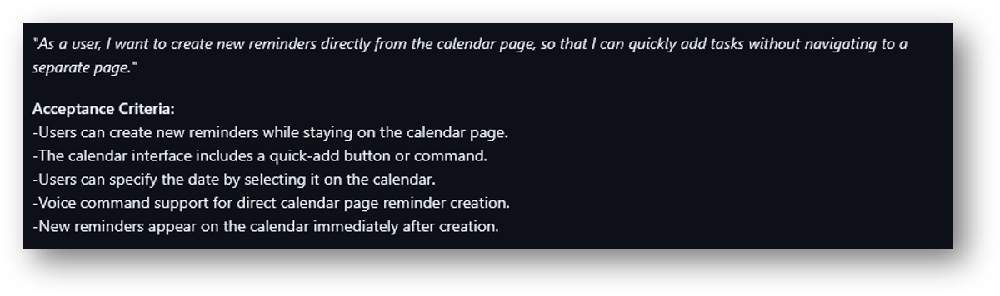 "As a user, I want to create new reminders directly from the calendar page, so that I can quickly add tasks without navigating to a
separate page."
Acceptance Criteria:
-Users can create new reminders while staying on the calendar page.
-The calendar interface includes a quick-add button or command.
-Users can specify the date by selecting it on the calendar.
-Voice command support for direct calendar page reminder creation.
-New reminders appear on the calendar immediately after creation.